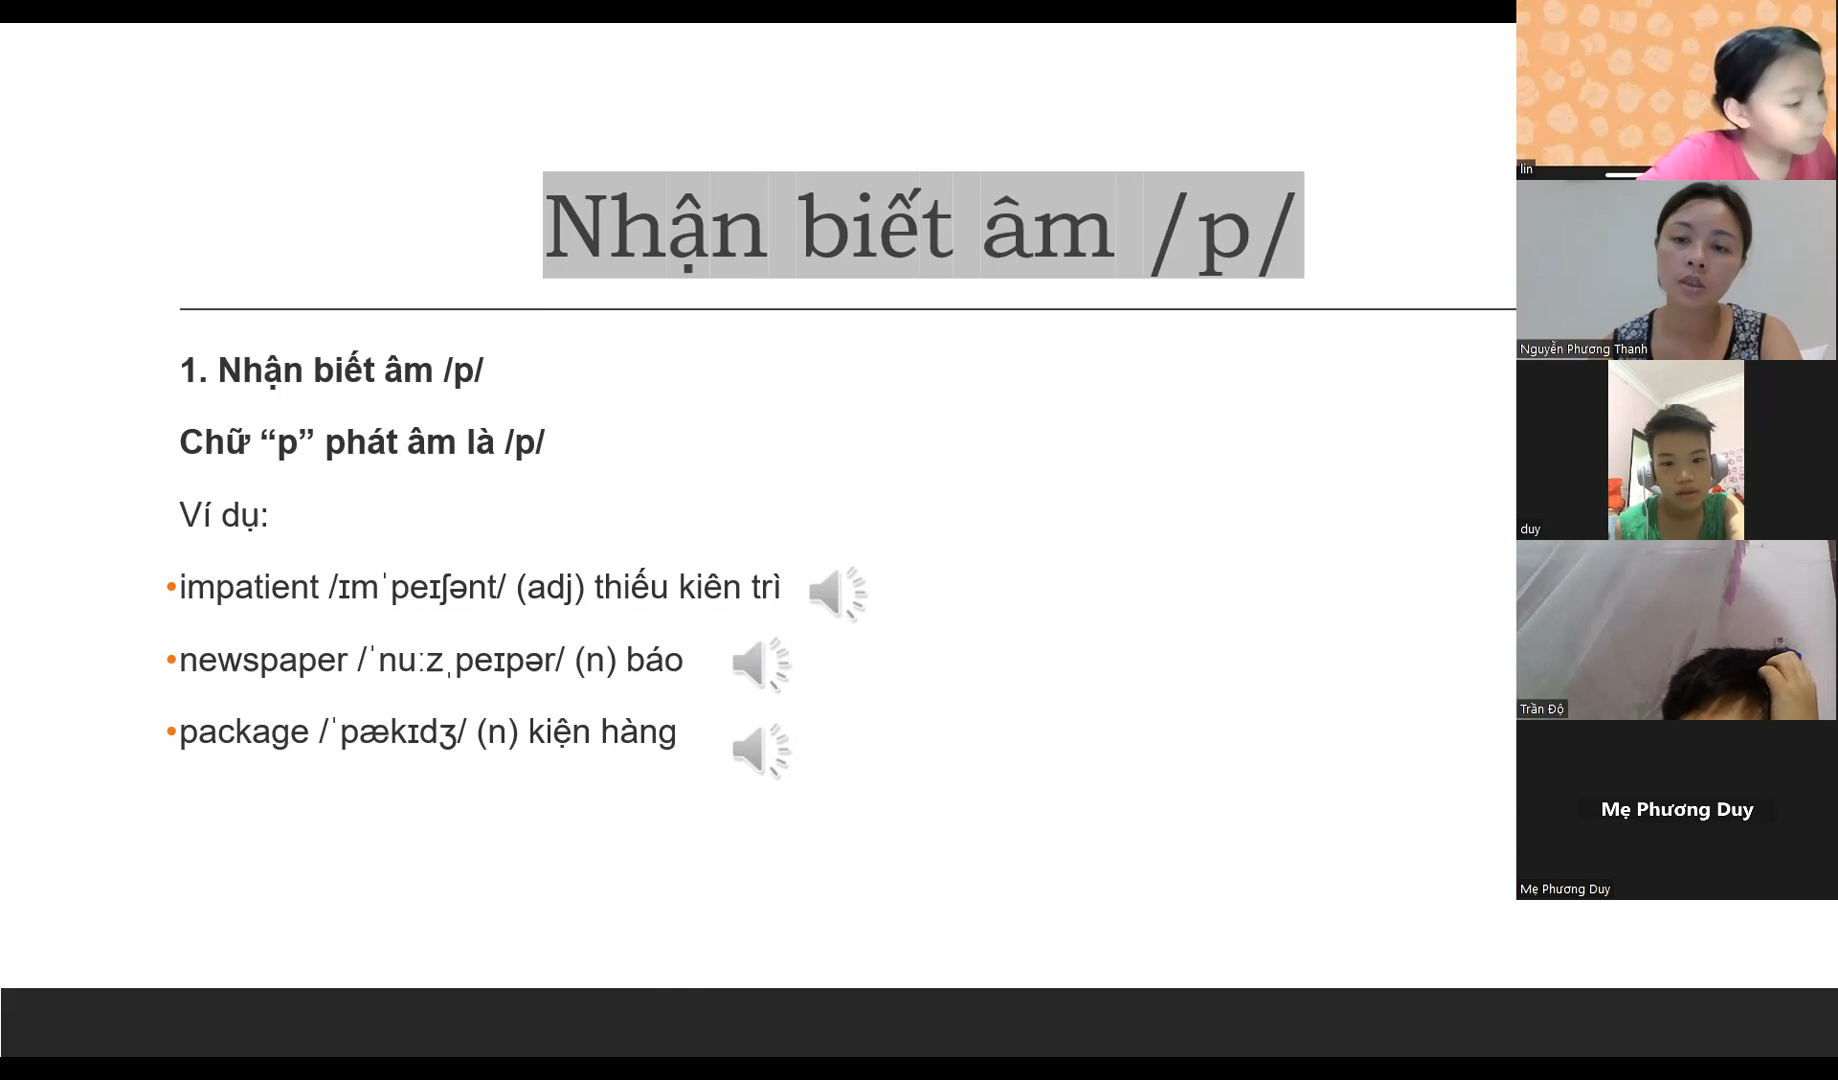 Nhận biết âm /p/
1. Nhận biết âm /p/
Chữ “p” phát âm là /p/
Ví dụ:
•impatient /ɪmˈpeɪʃənt/ (adj) thiếu kiên trì
•newspaper /ˈnuːzˌpeɪpər/ (n) báo
•package /ˈpækɪdʒ/ (n) kiện hàng
lin
Nguyễn Phương Thanh
duy
Trần Độ
Mẹ Phương Duy
Mẹ Phương Duy